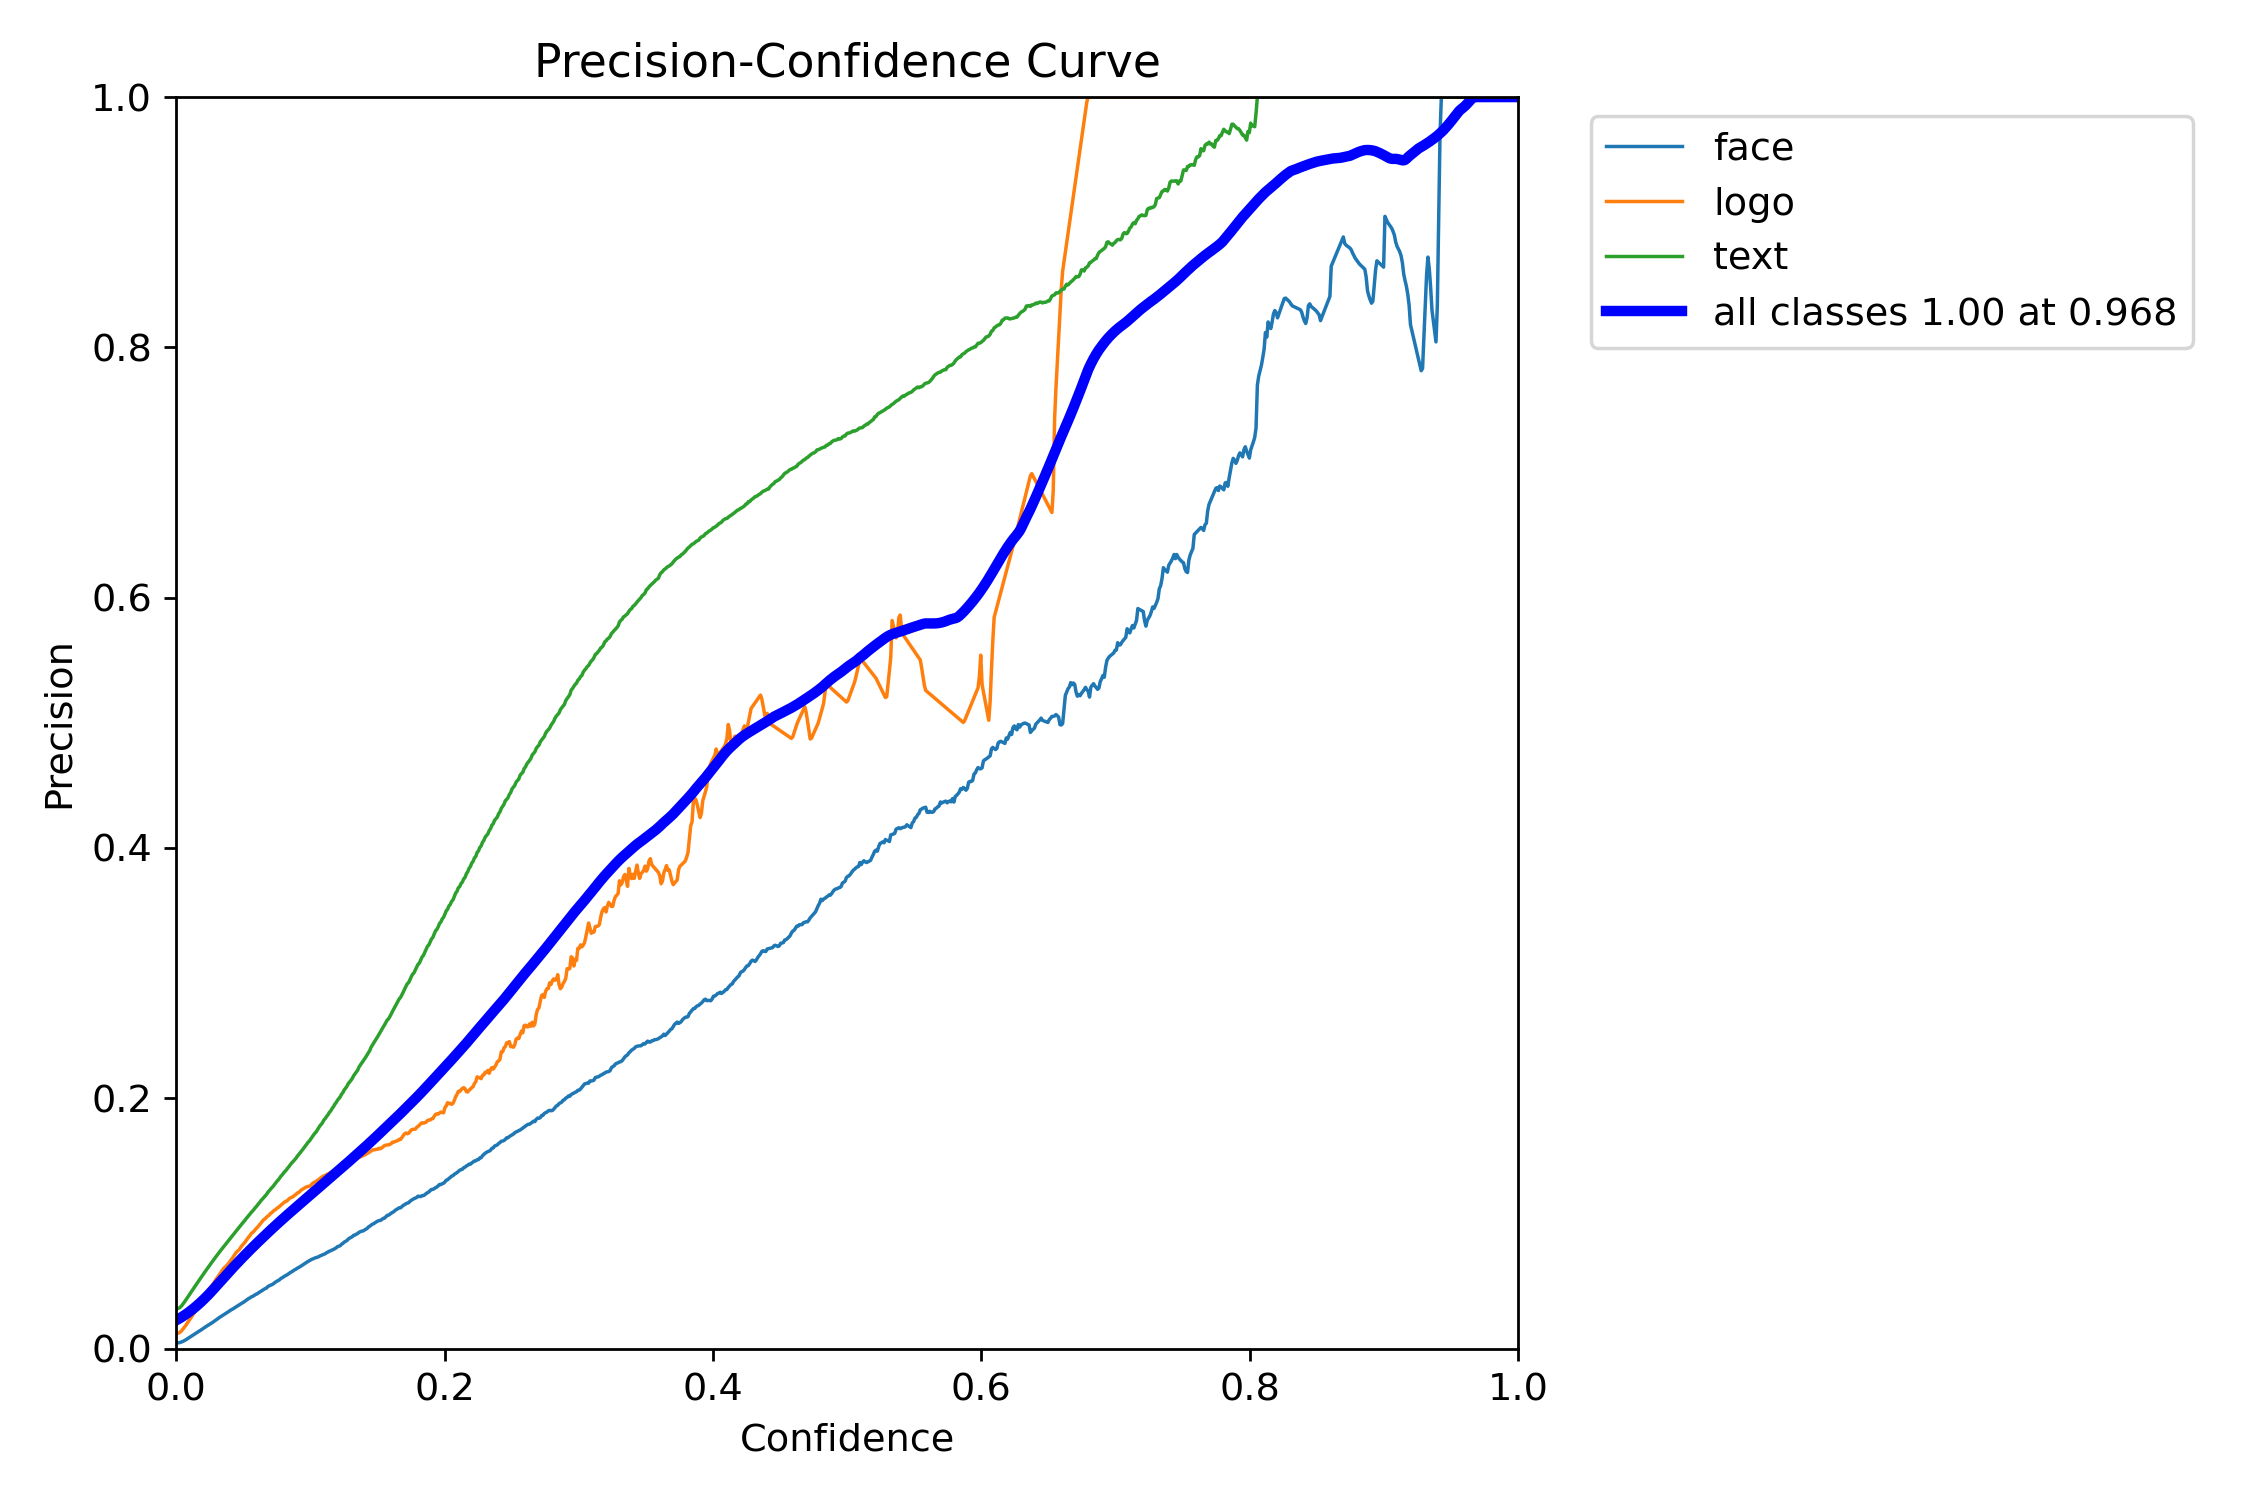 Precision-Confidence Curve
1.0
0.8
0.6
0.4
0.2
0.0
Precision
0.0 0.2 0.4 0.6 0.8 1.0
Confidence
face
logo
text
all classes 1.00 at 0.968